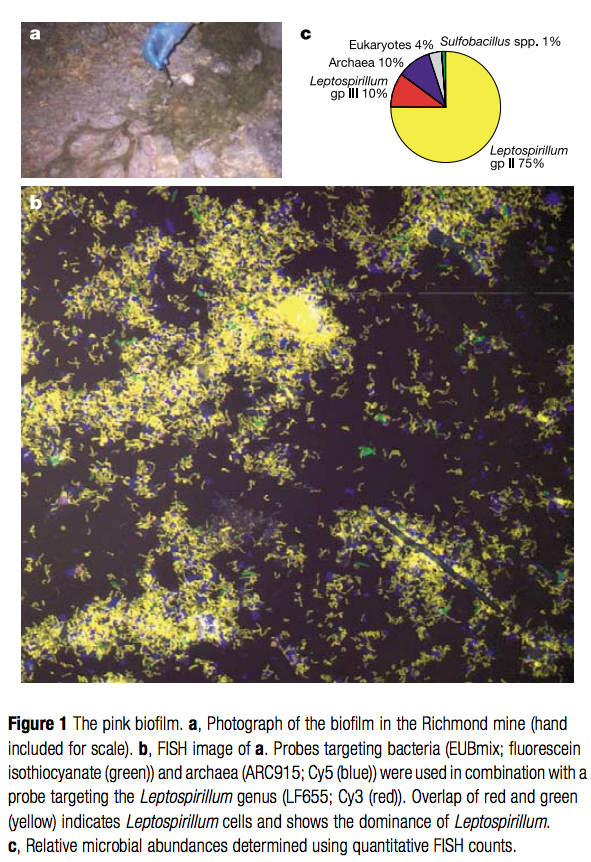 a
c
Eukaryotes 4%
Sulfobacillus spp. 1%
Archaea 10%
Leptospirillum
gp III 10%
Leptospirillum
gp II 75%
b
Figure 1 The pink biofilm. a, Photograph of the biofilm in the Richmond mine (hand
included for scale). b, FISH image of a. Probes targeting bacteria (EUBmix; fluorescein
isothiocyanate (green)) and archaea (ARC915; Cy5 (blue)) were used in combination with a
probe targeting the Leptospirillum genus (LF655; Cy3 (red)). Overlap of red and green
(yellow) indicates Leptospirillum cells and shows the dominance of Leptospirillum.
c, Relative microbial abundances determined using quantitative FISH counts.